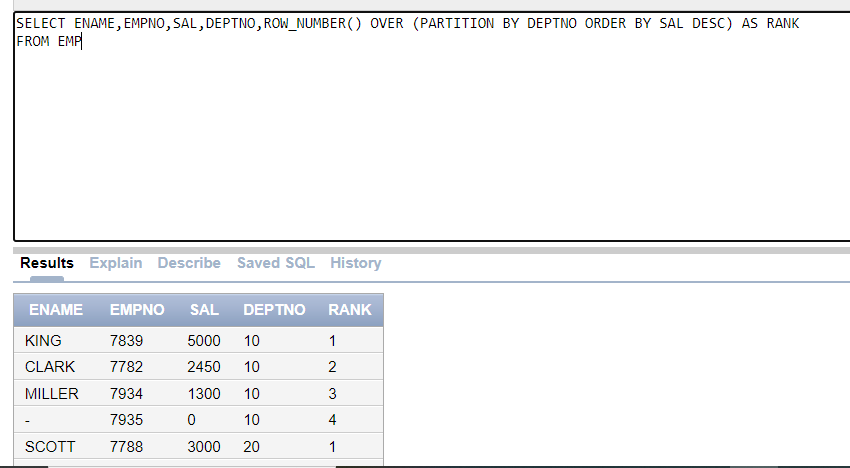 SELECT ENAME,EMPNO,SAL,DEPTNO,ROW_NUMBER() OVER (PARTITION BY DEPTNO ORDER BY SAL DESC) AS RANK
FROM EMP
Results Explain Describe Saved SQL History
ENAME EMPNO SAL DEPTNO RANK
KING 7839 5000 10 1
CLARK 7782 2450 10 2
MILLER 7934 1300 10 3
- 7935 0 10 4
SCOTT 7788 3000 20 1